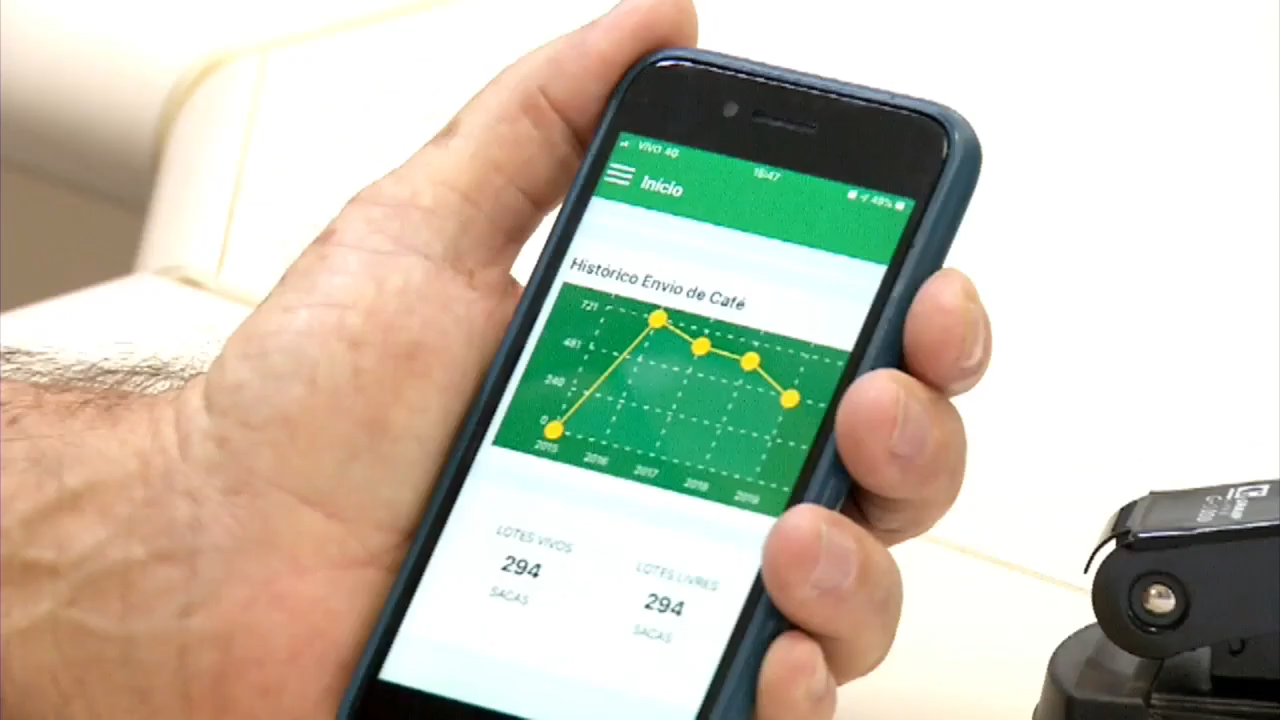 VIVO 4G
15:47
49%
Início
Histórico Envio de Café
721
481
240
0
2015 2016 2017 2018 2019
LOTES VIVOS
294
SACAS
LOTES LIVRES
294
SACAS